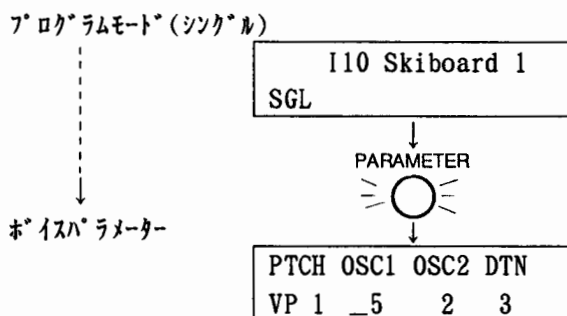 プログラムモード(シングル)
I10 Skiboard 1
SGL
PARAMETER
ボイスパラメーター
PTCH OSC1 OSC2 DTN
VP 1 _5 2 3